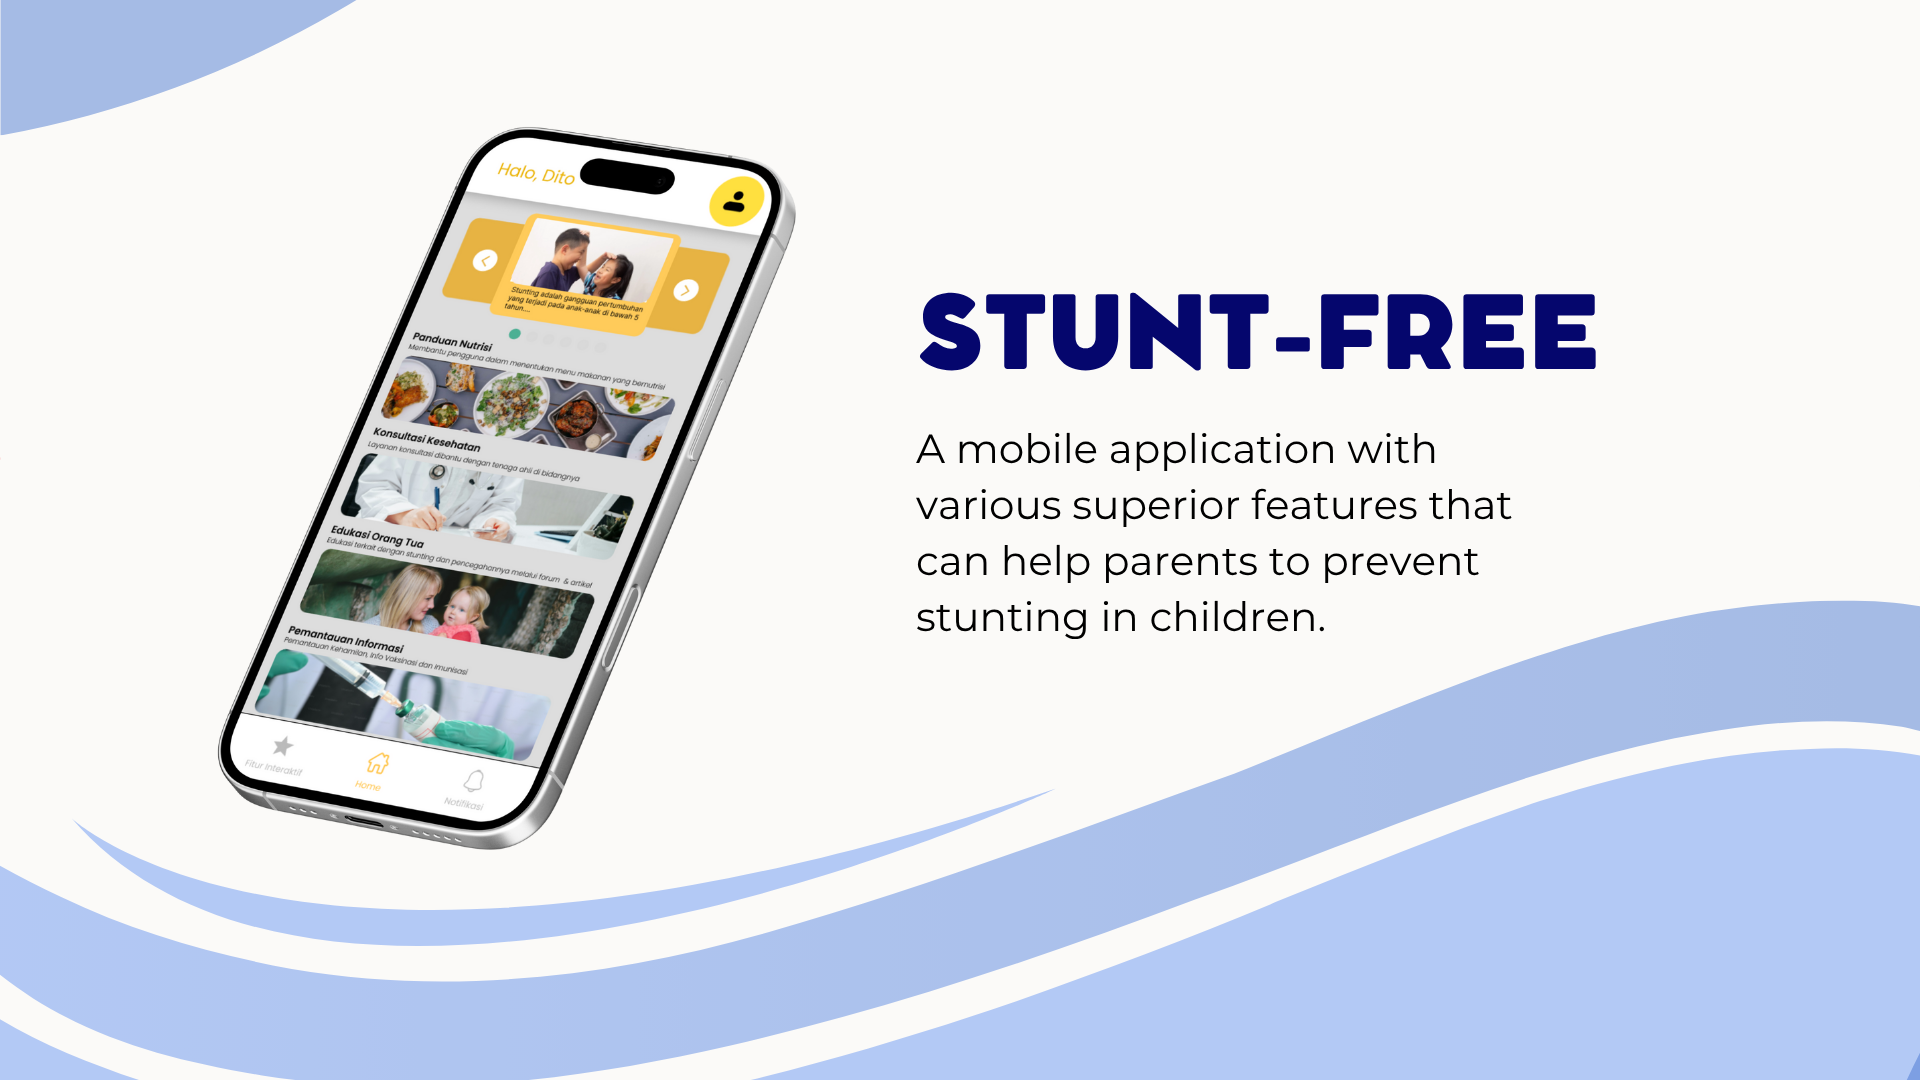 Halo, Dito
Stunting adalah gangguan pertumbuhan
yang terjadi pada anak-anak di bawah 5
tahun....
Panduan Nutrisi
Membantu pengguna dalam menentukan menu makanan yang bernutrisi
Konsultasi Kesehatan
Layanan konsultasi dibantu dengan tenaga ahli di bidangnya
Edukasi Orang Tua
Edukasi terkait dengan stunting dan pencegahannya melalui forum & artikel
Pemantauan Informasi
Pemantauan Kehamilan, Info Vaksinasi dan Imunisasi
Fitur Interaktif
Home
Notifikasi
STUNT-FREE
A mobile application with
various superior features that
can help parents to prevent
stunting in children.